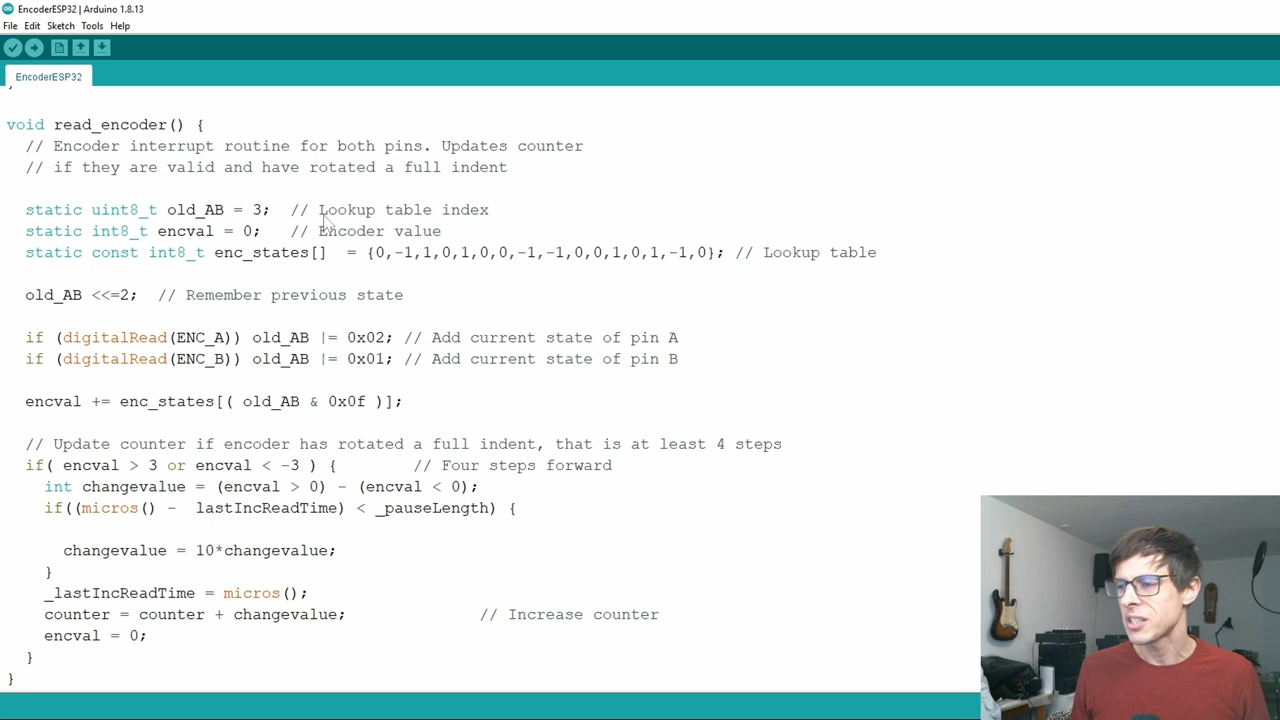 EncoderESP32 | Arduino 1.8.13
File Edit Sketch Tools Help
EncoderESP32
}
void read_encoder() {
// Encoder interrupt routine for both pins. Updates counter
// if they are valid and have rotated a full indent
static uint8_t old_AB = 3; // Lookup table index
static int8_t encval = 0; // Encoder value
static const int8_t enc_states[] = {0,-1,1,0,1,0,0,-1,-1,0,0,1,0,1,-1,0}; // Lookup table
old_AB <<=2; // Remember previous state
if (digitalRead(ENC_A)) old_AB |= 0x02; // Add current state of pin A
if (digitalRead(ENC_B)) old_AB |= 0x01; // Add current state of pin B
encval += enc_states[( old_AB & 0x0f )];
// Update counter if encoder has rotated a full indent, that is at least 4 steps
if( encval > 3 or encval < -3 ) { // Four steps forward
int changevalue = (encval > 0) - (encval < 0);
if((micros() - lastIncReadTime) < _pauseLength) {
changevalue = 10*changevalue;
}
_lastIncReadTime = micros();
counter = counter + changevalue; // Increase counter
encval = 0;
}
}